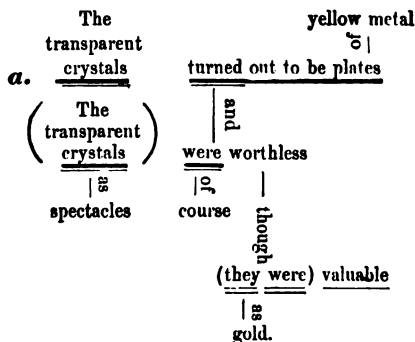 The yellow metal
transparent of
a. crystals turned out to be plates
The and
(transparent)
crystals were worthless
as of
spectacles course though
(they were) valuable
as
gold.